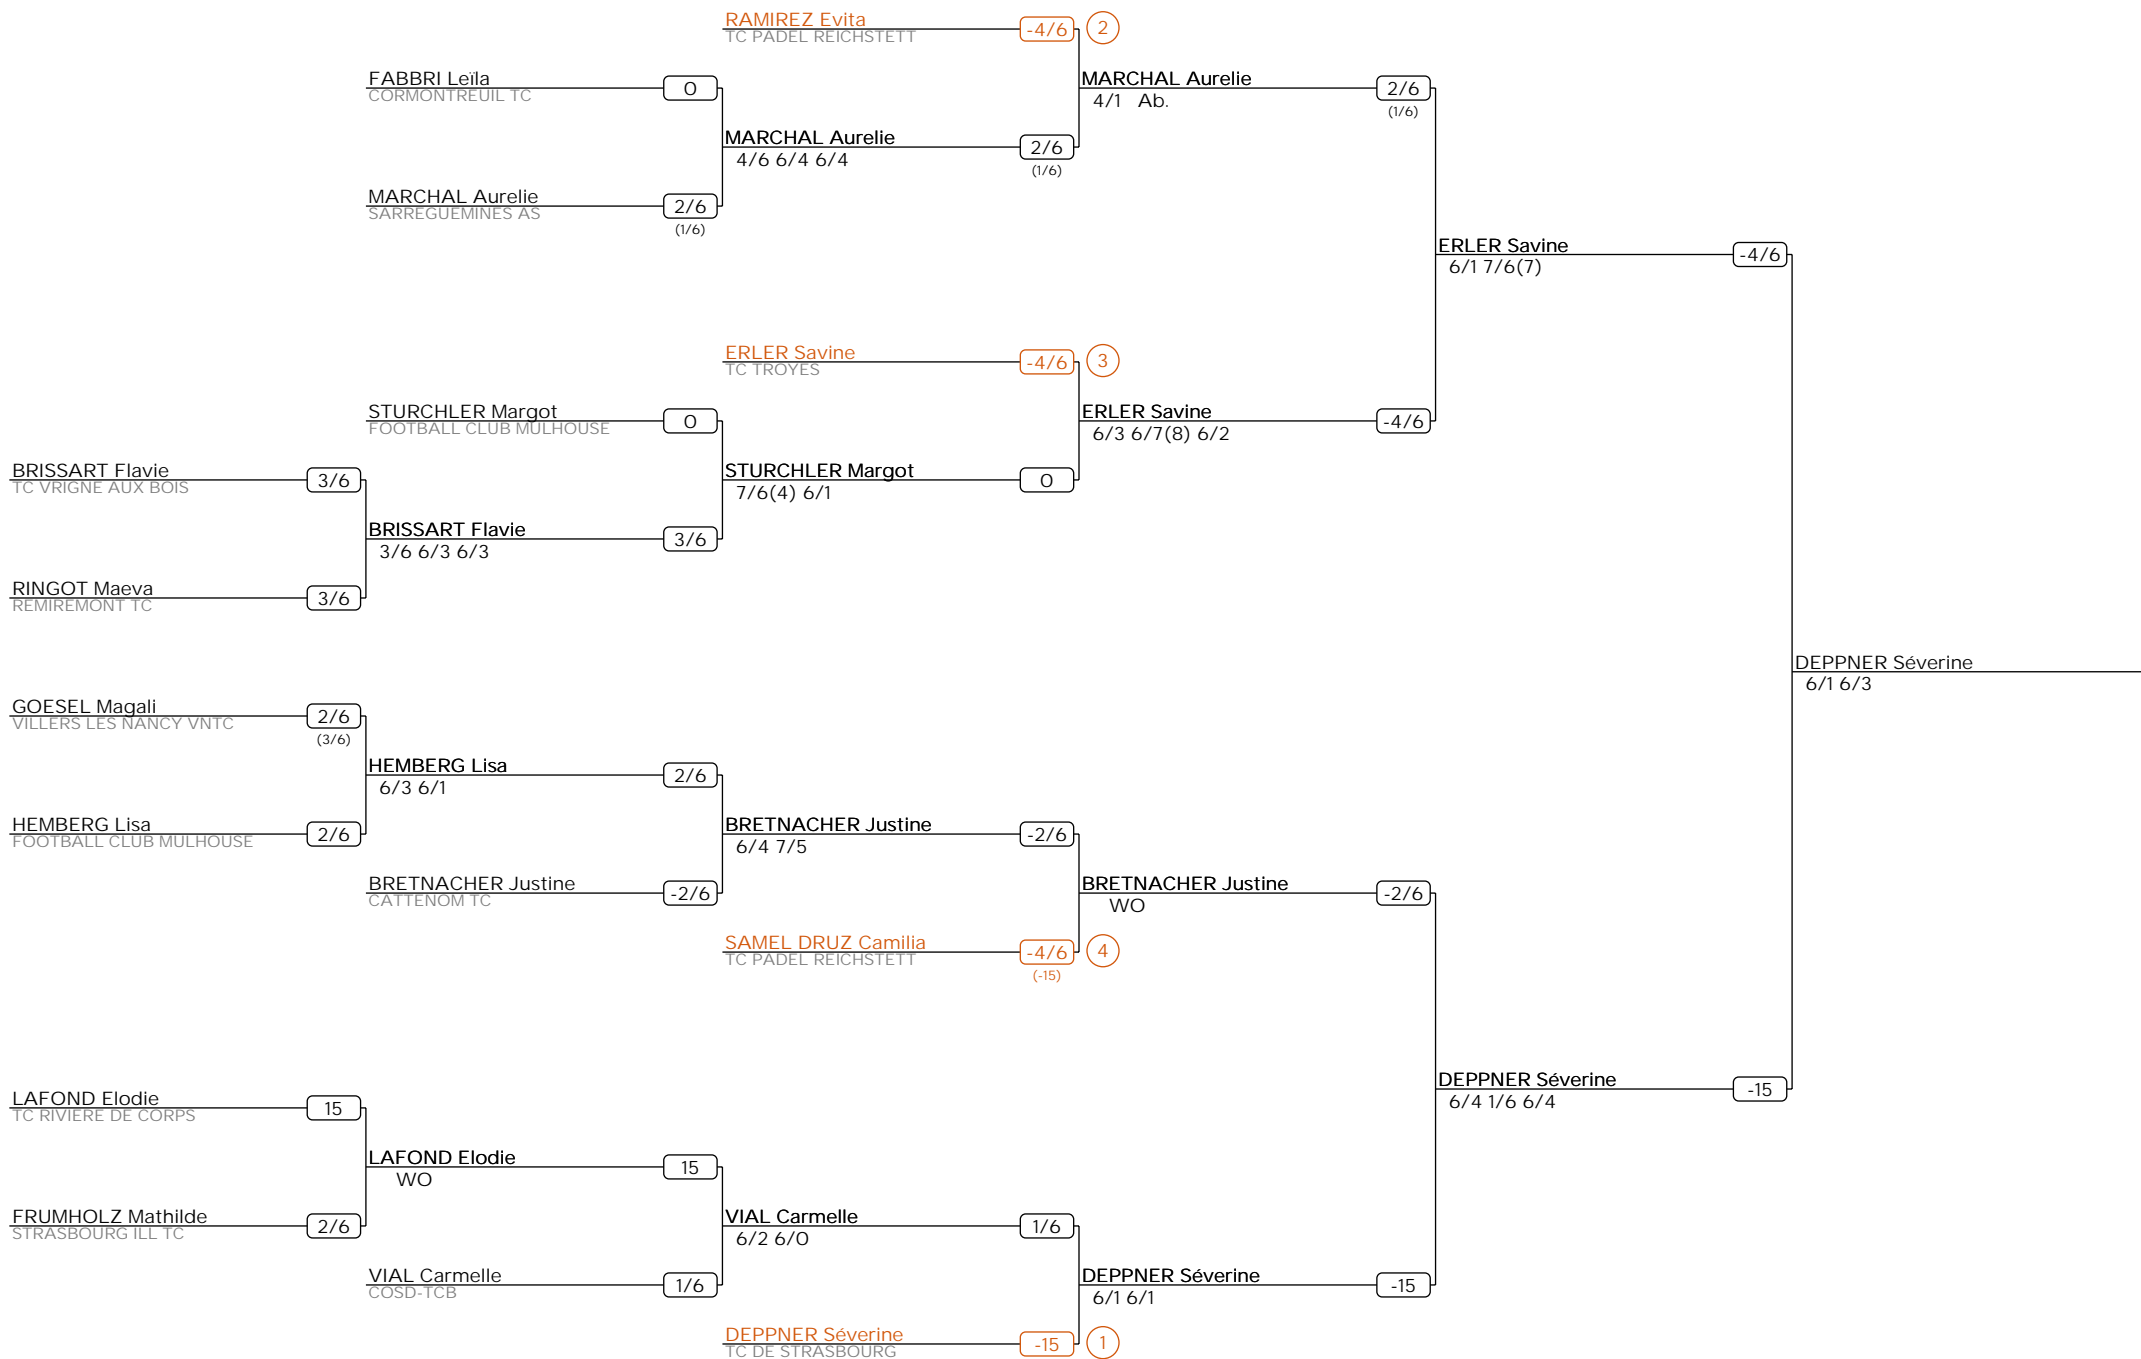 RAMIREZ Evita
TC PADEL REICHSTETT
-4/6
2
FABBRI Leïla
CORMONTREUIL TC
0
MARCHAL Aurelie
4/1 Ab.
2/6
(1/6)
MARCHAL Aurelie
4/6 6/4 6/4
2/6
(1/6)
MARCHAL Aurelie
SARREGUEMINES AS
2/6
(1/6)
ERLER Savine
6/1 7/6(7)
-4/6
ERLER Savine
TC TROYES
-4/6
3
STURCHLER Margot
FOOTBALL CLUB MULHOUSE
0
ERLER Savine
6/3 6/7(8) 6/2
-4/6
BRISSART Flavie
TC VRIGNE AUX BOIS
3/6
STURCHLER Margot
7/6(4) 6/1
0
BRISSART Flavie
3/6 6/3 6/3
3/6
RINGOT Maeva
REMIREMONT TC
3/6
DEPPNER Séverine
6/1 6/3
GOESEL Magali
VILLERS LES NANCY VNTC
2/6
(3/6)
HEMBERG Lisa
6/3 6/1
2/6
HEMBERG Lisa
FOOTBALL CLUB MULHOUSE
2/6
BRETNACHER Justine
6/4 7/5
-2/6
BRETNACHER Justine
CATTENOM TC
-2/6
BRETNACHER Justine
WO
-2/6
SAMEL DRUZ Camilia
TC PADEL REICHSTETT
-4/6
(-15)
4
DEPPNER Séverine
6/4 1/6 6/4
-15
LAFOND Elodie
TC RIVIERE DE CORPS
15
LAFOND Elodie
WO
15
FRUMHOLZ Mathilde
STRASBOURG ILL TC
2/6
VIAL Carmelle
6/2 6/0
1/6
VIAL Carmelle
COSD-TCB
1/6
DEPPNER Séverine
6/1 6/1
-15
DEPPNER Séverine
TC DE STRASBOURG
-15
1